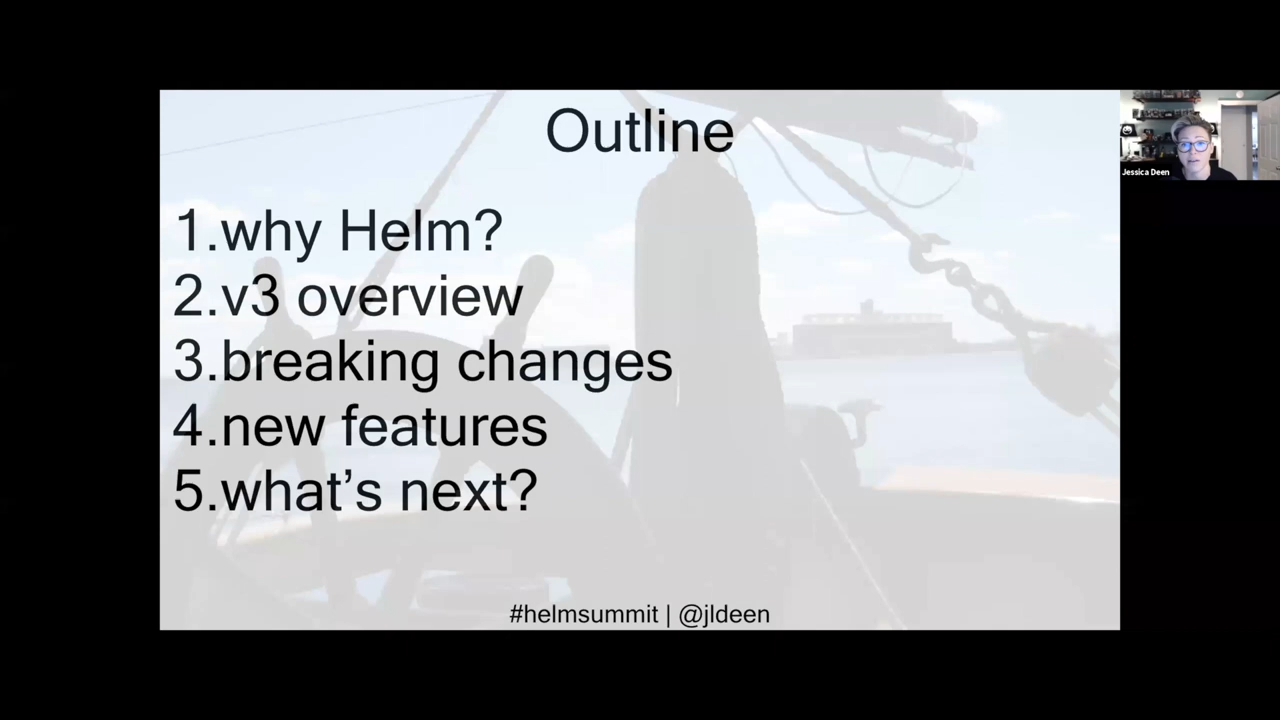 Outline
1.why Helm?
2.v3 overview
3.breaking changes
4.new features
5.what’s next?
#helmsummit | @jldeen
Jessica Deen